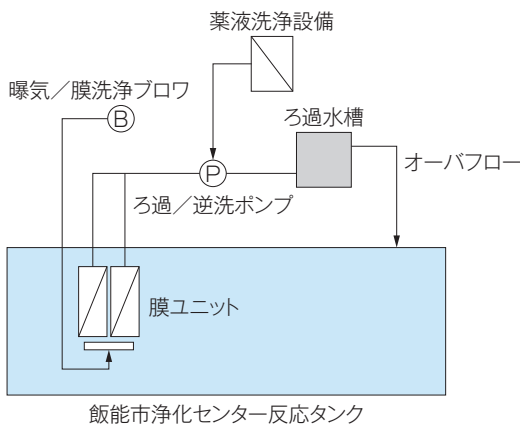 薬液洗浄設備
曝気／膜洗浄ブロワ
B
ろ過水槽
P
オーバフロー
ろ過／逆洗ポンプ
膜ユニット
飯能市浄化センター反応タンク